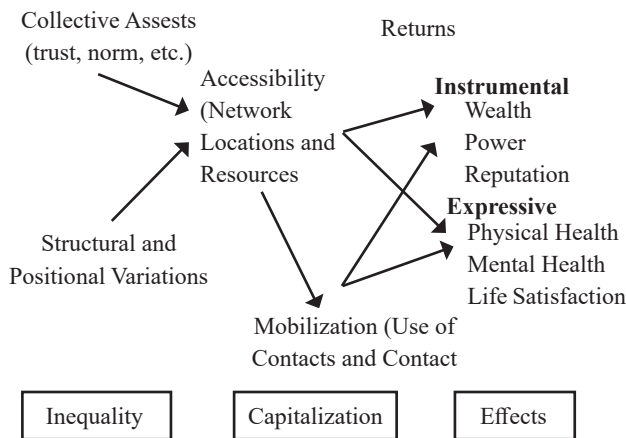 Collective Assests
(trust, norm, etc.)
Returns
Accessibility
(Network
Locations and
Resources
Instrumental
Wealth
Power
Reputation
Expressive
Physical Health
Mental Health
Life Satisfaction
Structural and
Positional Variations
Mobilization (Use of
Contacts and Contact
Inequality
Capitalization
Effects